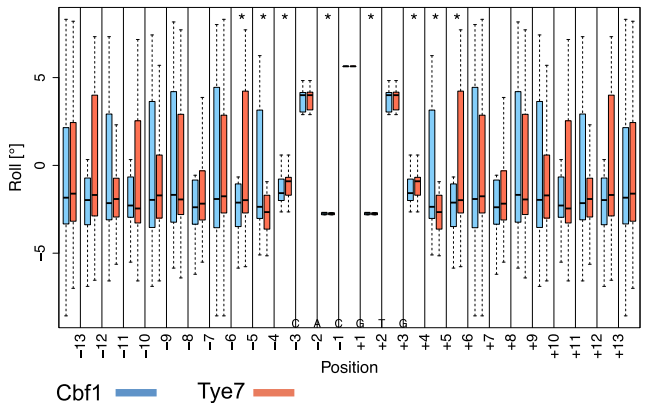 * * * * * * * *
5
0
−5
Roll [°]
C A C G T G
−13 −12 −11 −10 −9 −8 −7 −6 −5 −4 −3 −2 −1 +1 +2 +3 +4 +5 +6 +7 +8 +9 +10 +11 +12 +13
Position
Cbf1 Tye7